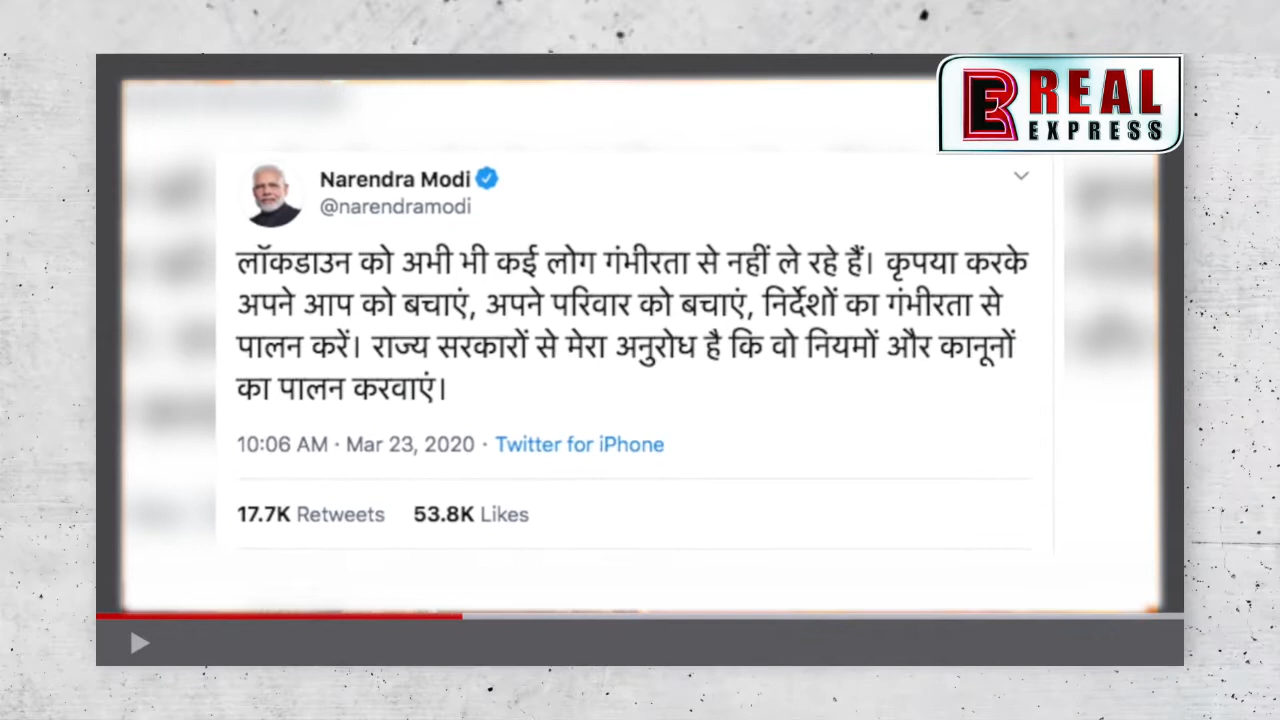 REAL
EXPRESS
Narendra Modi
@narendramodi
लॉकडाउन को अभी भी कई लोग गंभीरता से नहीं ले रहे हैं। कृपया करके
अपने आप को बचाएं, अपने परिवार को बचाएं, निर्देशों का गंभीरता से
पालन करें। राज्य सरकारों से मेरा अनुरोध है कि वो नियमों और कानूनों
का पालन करवाएं।
10:06 AM · Mar 23, 2020 · Twitter for iPhone
17.7K Retweets 53.8K Likes